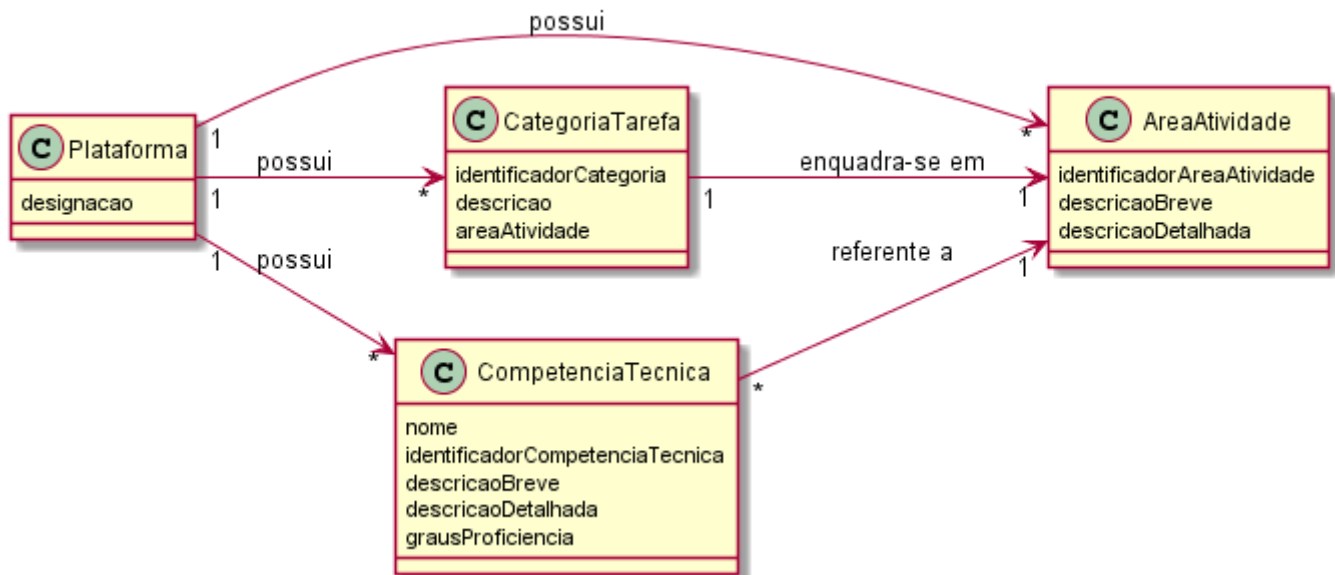 possui
C Plataforma
designacao
1
*
possui
1
*
possui
1
*
C CategoriaTarefa
identificadorCategoria
descricao
areaAtividade
enquadra-se em
1
1
C AreaAtividade
identificadorAreaAtividade
descricaoBreve
descricaoDetalhada
referente a
*
1
C CompetenciaTecnica
nome
identificadorCompetenciaTecnica
descricaoBreve
descricaoDetalhada
grausProficiencia